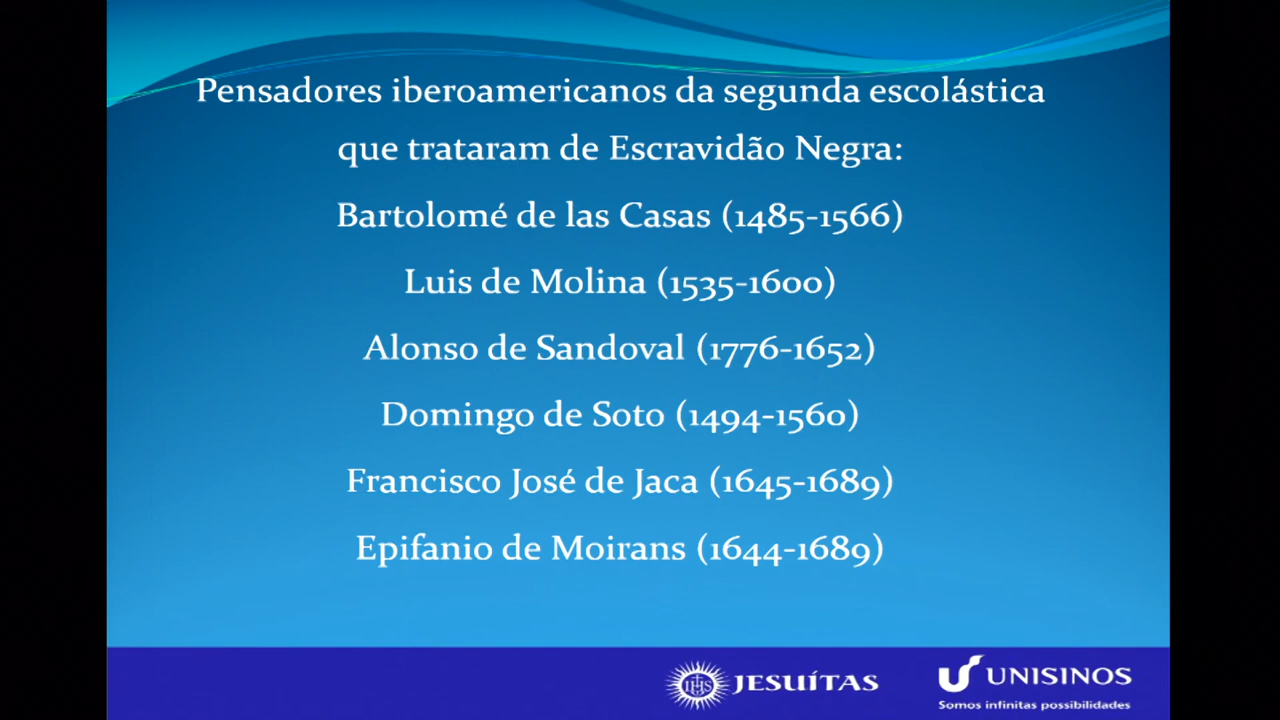 Pensadores iberoamericanos da segunda escolástica
que trataram de Escravidão Negra:
Bartolomé de las Casas (1485-1566)
Luis de Molina (1535-1600)
Alonso de Sandoval (1776-1652)
Domingo de Soto (1494-1560)
Francisco José de Jaca (1645-1689)
Epifanio de Moirans (1644-1689)
IHS JESUÍTAS
UNISINOS
Somos infinitas possibilidades